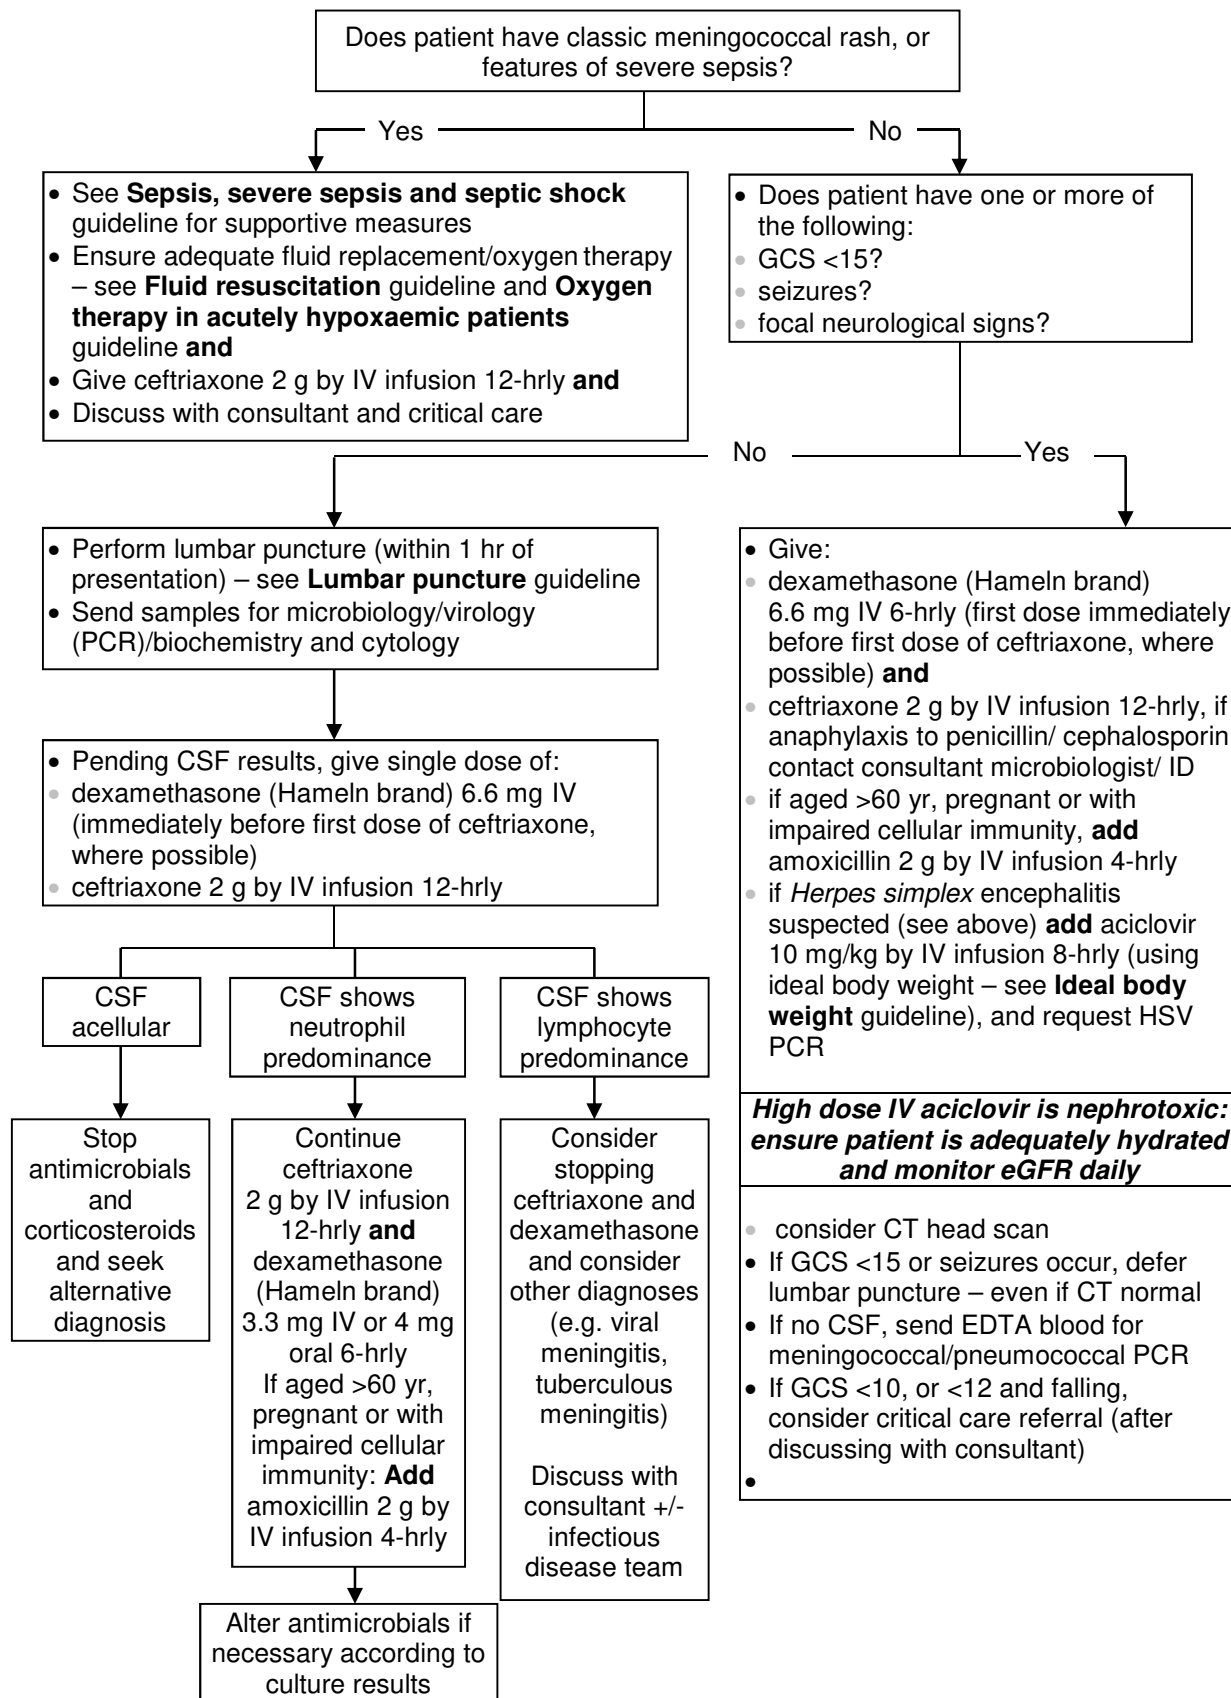 Does patient have classic meningococcal rash, or
features of severe sepsis?
Yes
No
• See Sepsis, severe sepsis and septic shock
guideline for supportive measures
• Ensure adequate fluid replacement/oxygen therapy
– see Fluid resuscitation guideline and Oxygen
therapy in acutely hypoxaemic patients
guideline and
• Give ceftriaxone 2 g by IV infusion 12-hrly and
• Discuss with consultant and critical care
• Does patient have one or more of
the following:
• GCS <15?
• seizures?
• focal neurological signs?
No
Yes
• Perform lumbar puncture (within 1 hr of
presentation) – see Lumbar puncture guideline
• Send samples for microbiology/virology
(PCR)/biochemistry and cytology
• Pending CSF results, give single dose of:
• dexamethasone (Hameln brand) 6.6 mg IV
(immediately before first dose of ceftriaxone,
where possible)
• ceftriaxone 2 g by IV infusion 12-hrly
CSF
acellular
CSF shows
neutrophil
predominance
CSF shows
lymphocyte
predominance
Stop
antimicrobials
and
corticosteroids
and seek
alternative
diagnosis
Continue
ceftriaxone
2 g by IV infusion
12-hrly and
dexamethasone
(Hameln brand)
3.3 mg IV or 4 mg
oral 6-hrly
If aged >60 yr,
pregnant or with
impaired cellular
immunity: Add
amoxicillin 2 g by
IV infusion 4-hrly
Consider
stopping
ceftriaxone and
dexamethasone
and consider
other diagnoses
(e.g. viral
meningitis,
tuberculous
meningitis)
Discuss with
consultant +/-
infectious
disease team
Alter antimicrobials if
necessary according to
culture results
• Give:
• dexamethasone (Hameln brand)
6.6 mg IV 6-hrly (first dose immediately
before first dose of ceftriaxone, where
possible) and
• ceftriaxone 2 g by IV infusion 12-hrly, if
anaphylaxis to penicillin/ cephalosporin
contact consultant microbiologist/ ID
• if aged >60 yr, pregnant or with
impaired cellular immunity, add
amoxicillin 2 g by IV infusion 4-hrly
• if Herpes simplex encephalitis
suspected (see above) add aciclovir
10 mg/kg by IV infusion 8-hrly (using
ideal body weight – see Ideal body
weight guideline), and request HSV
PCR
High dose IV aciclovir is nephrotoxic:
ensure patient is adequately hydrated
and monitor eGFR daily
• consider CT head scan
• If GCS <15 or seizures occur, defer
lumbar puncture – even if CT normal
• If no CSF, send EDTA blood for
meningococcal/pneumococcal PCR
• If GCS <10, or <12 and falling,
consider critical care referral (after
discussing with consultant)
•